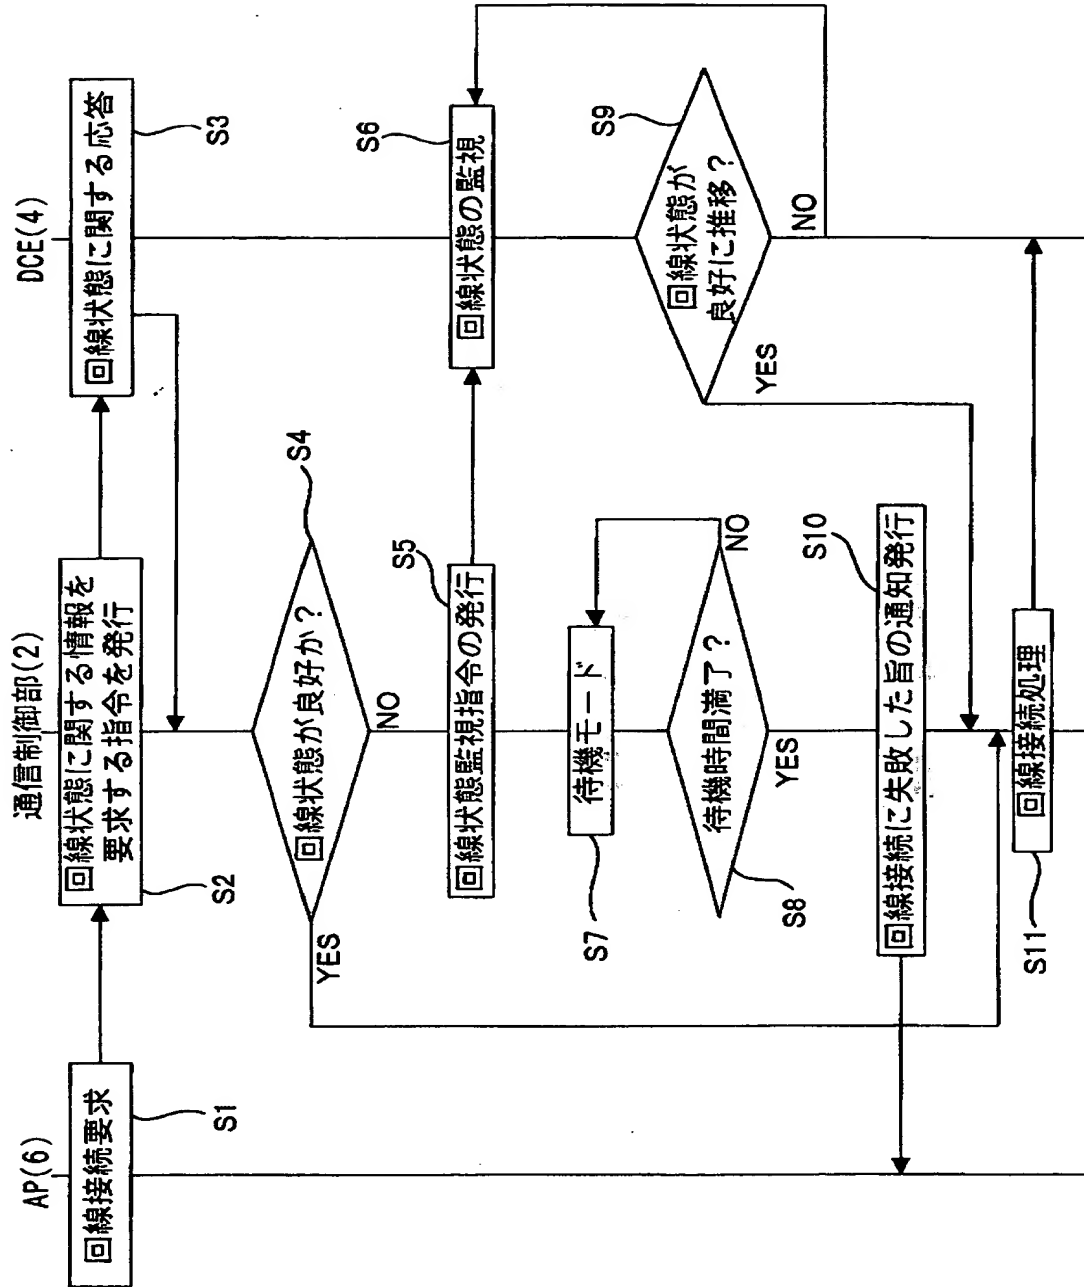 AP(6)
通信制御部(2)
DCE(4)
回線接続要求
S1
回線状態に関する情報を
要求する指令を発行
S2
回線状態に関する応答
S3
回線状態が良好か？
S4
YES
NO
回線状態監視指令の発行
S5
回線状態の監視
S6
待機モード
S7
待機時間満了？
S8
NO
YES
回線状態が
良好に推移？
S9
YES
NO
回線接続に失敗した旨の通知発行
S10
回線接続処理
S11